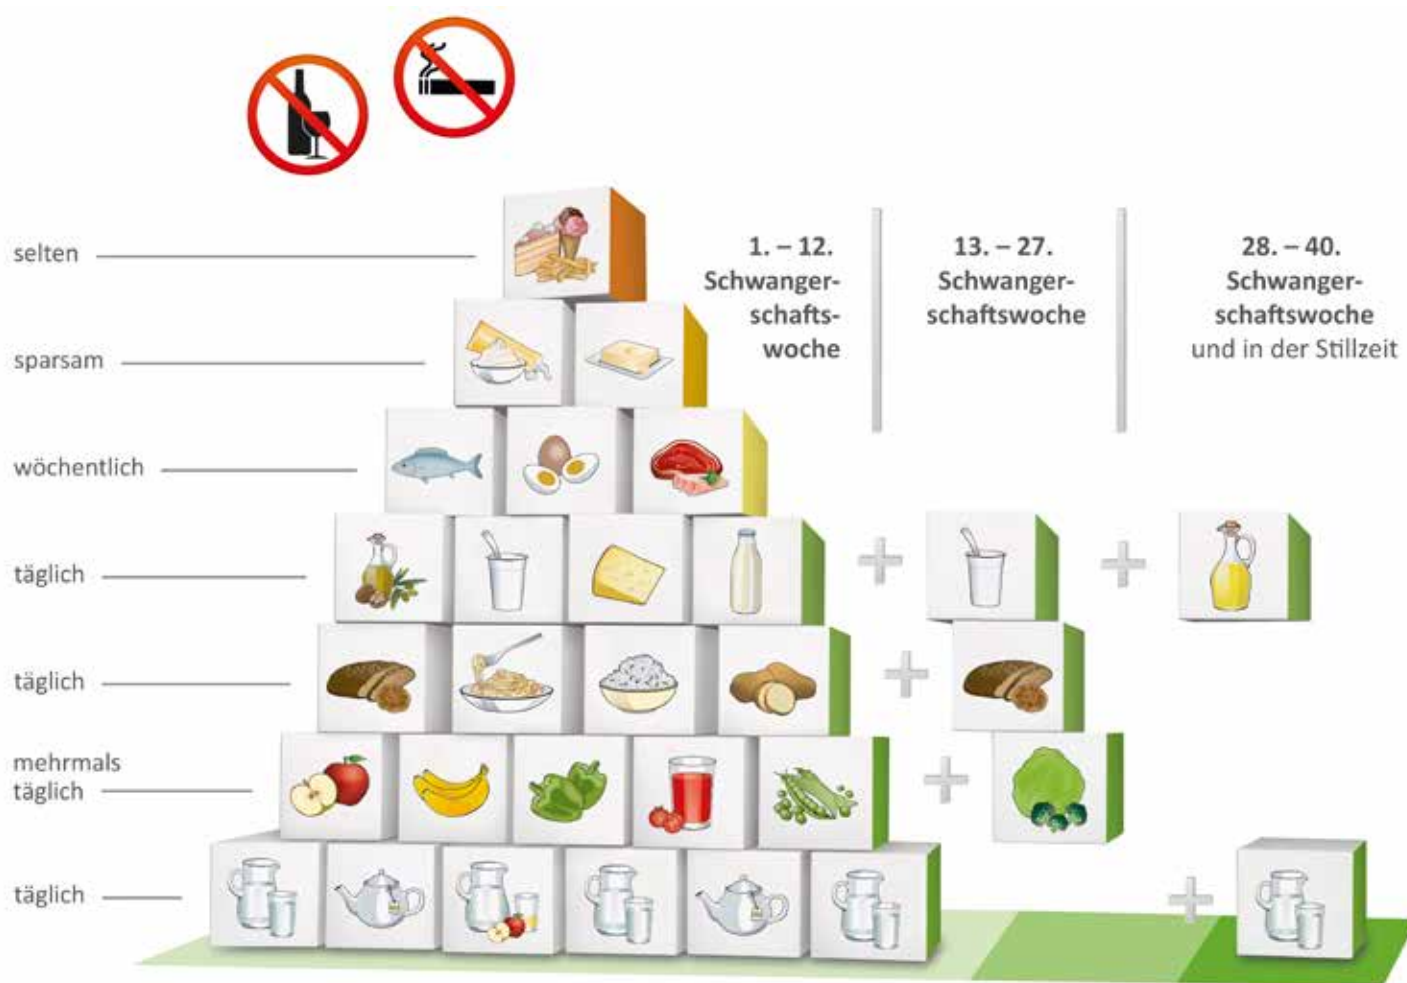 selten
sparsam
wöchentlich
täglich
täglich
mehrmals
täglich
täglich
1. – 12.
Schwanger-
schafts-
woche
13. – 27.
Schwanger-
schaftswoche
28. – 40.
Schwanger-
schaftswoche
und in der Stillzeit